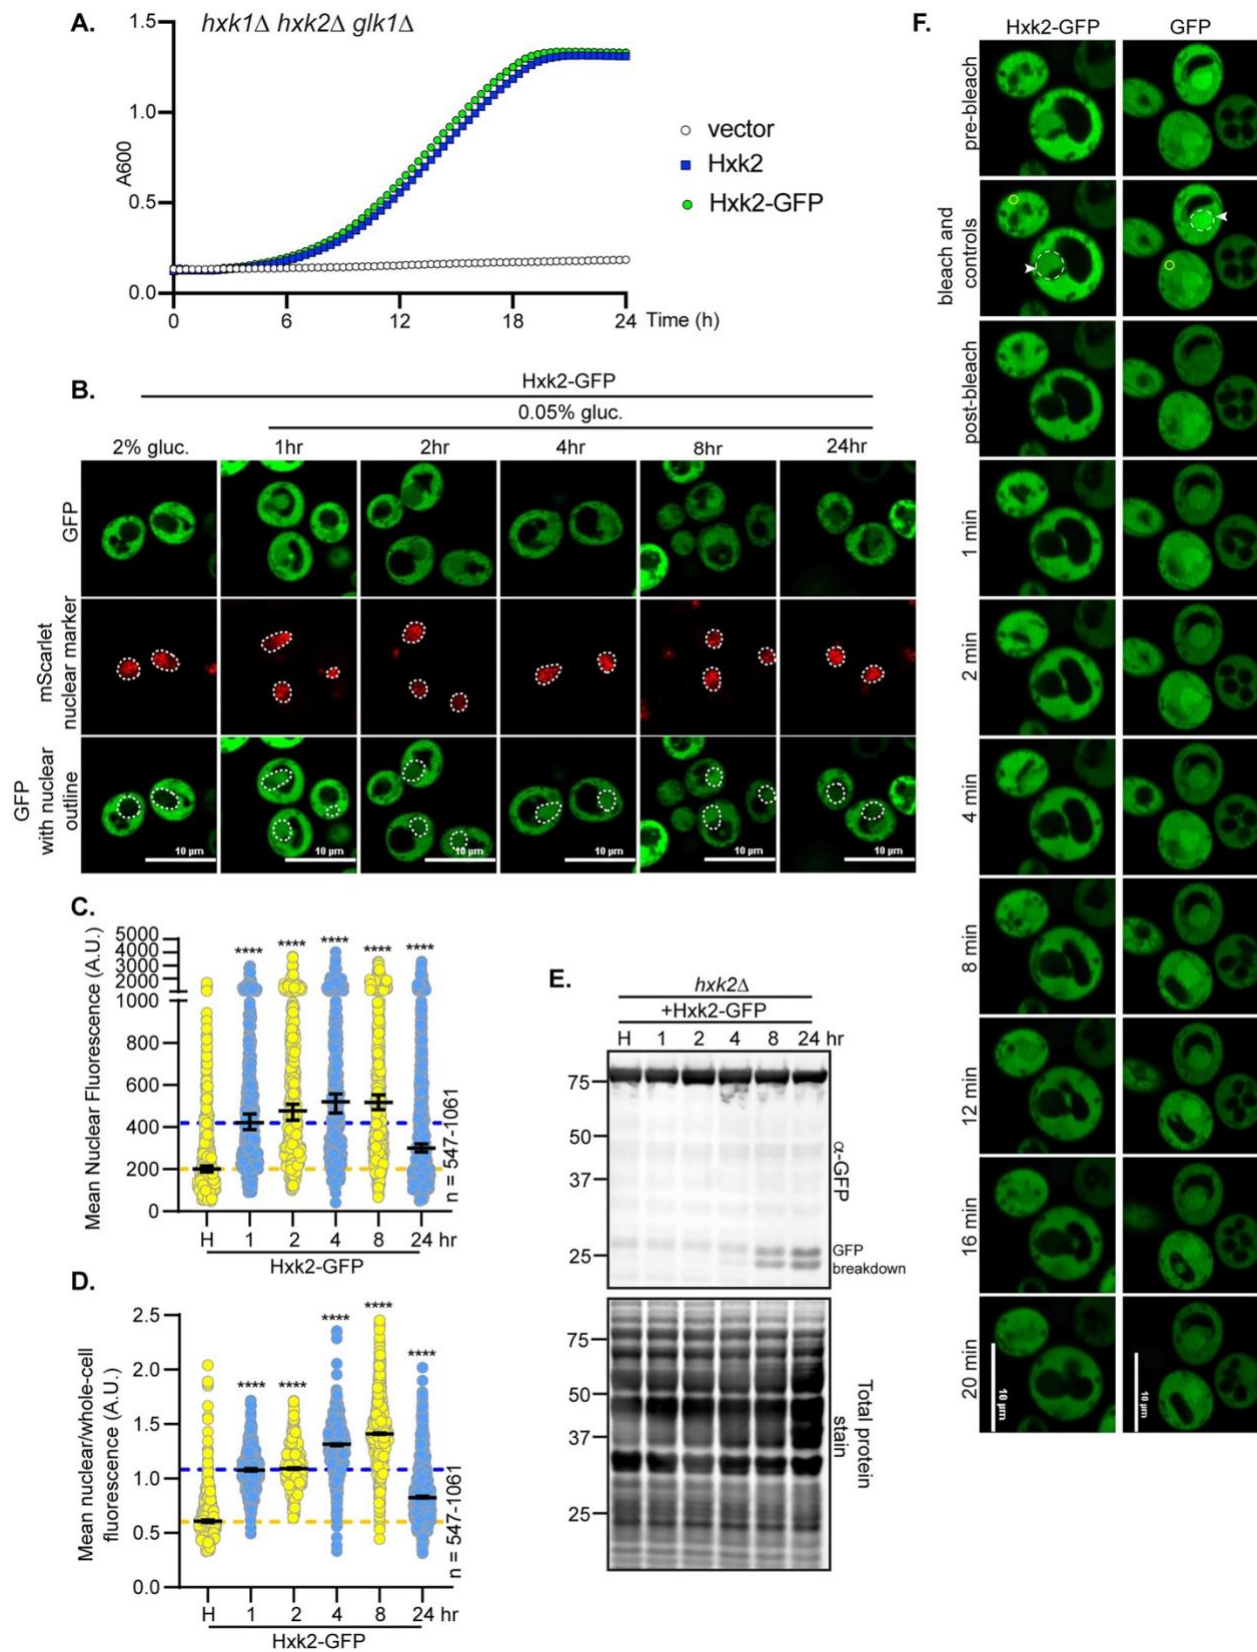 A.
hxk1Δ hxk2Δ glk1Δ
1.5
1.0
0.5
0.0
A600
0
6
12
18
24
Time (h)
vector
Hxk2
Hxk2-GFP
B.
Hxk2-GFP
0.05% gluc.
2% gluc.
1hr
2hr
4hr
8hr
24hr
GFP
mScarlet
nuclear marker
GFP
with nuclear
outline
10 µm
10 µm
10 µm
10 µm
10 µm
10 µm
C.
Mean Nuclear Fluorescence (A.U.)
5000
4000
3000
2000
1000
800
600
400
200
0
****
****
****
****
****
n = 547-1061
H
1
2
4
8
24 hr
Hxk2-GFP
D.
Mean nuclear/whole-cell
fluorescence (A.U.)
2.5
2.0
1.5
1.0
0.5
0.0
****
****
****
****
****
n = 547-1061
H
1
2
4
8
24 hr
Hxk2-GFP
E.
hxk2Δ
+Hxk2-GFP
H 1 2 4 8 24 hr
75
50
37
25
α-GFP
GFP
breakdown
75
50
37
25
Total protein
stain
F.
Hxk2-GFP
GFP
pre-bleach
bleach and
controls
post-bleach
1 min
2 min
4 min
8 min
12 min
16 min
20 min
10 µm
10 µm